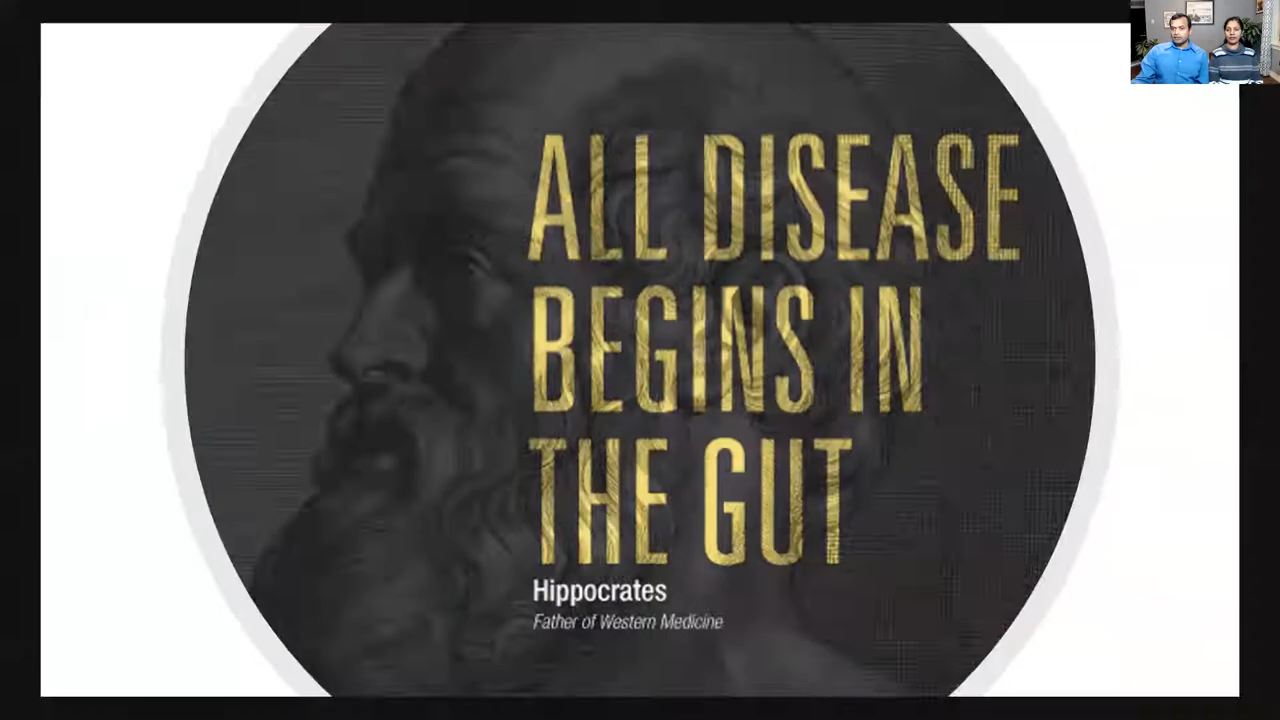 ALL DISEASE
BEGINS IN
THE GUT
Hippocrates
Father of Western Medicine